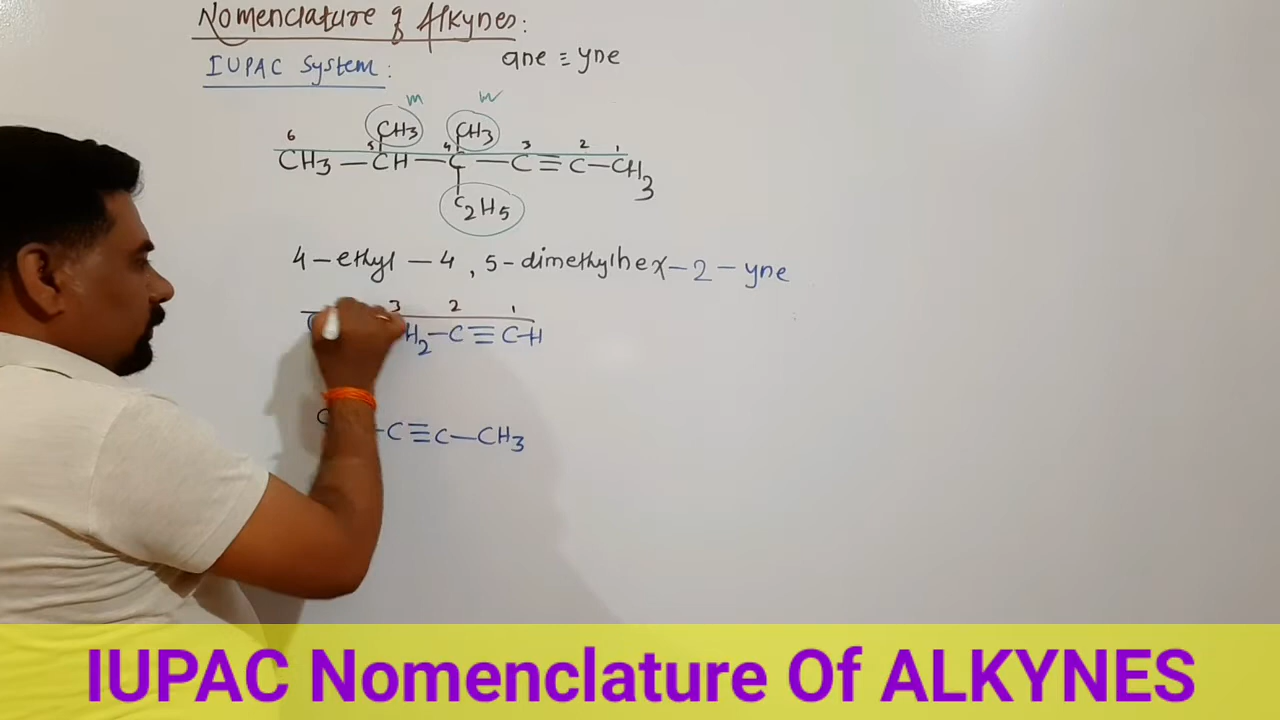 Nomenclature of Alkynes:
IUPAC System:
ane ≡ yne
m m
CH3 CH3
6 5 4 3 2 1
CH3 — CH — C — C ≡ C — CH3
C2H5
4 - ethyl - 4, 5 - dimethylhex - 2 - yne
3 2 1
H2 — C ≡ C - H
C
- C ≡ C — CH3
IUPAC Nomenclature Of ALKYNES